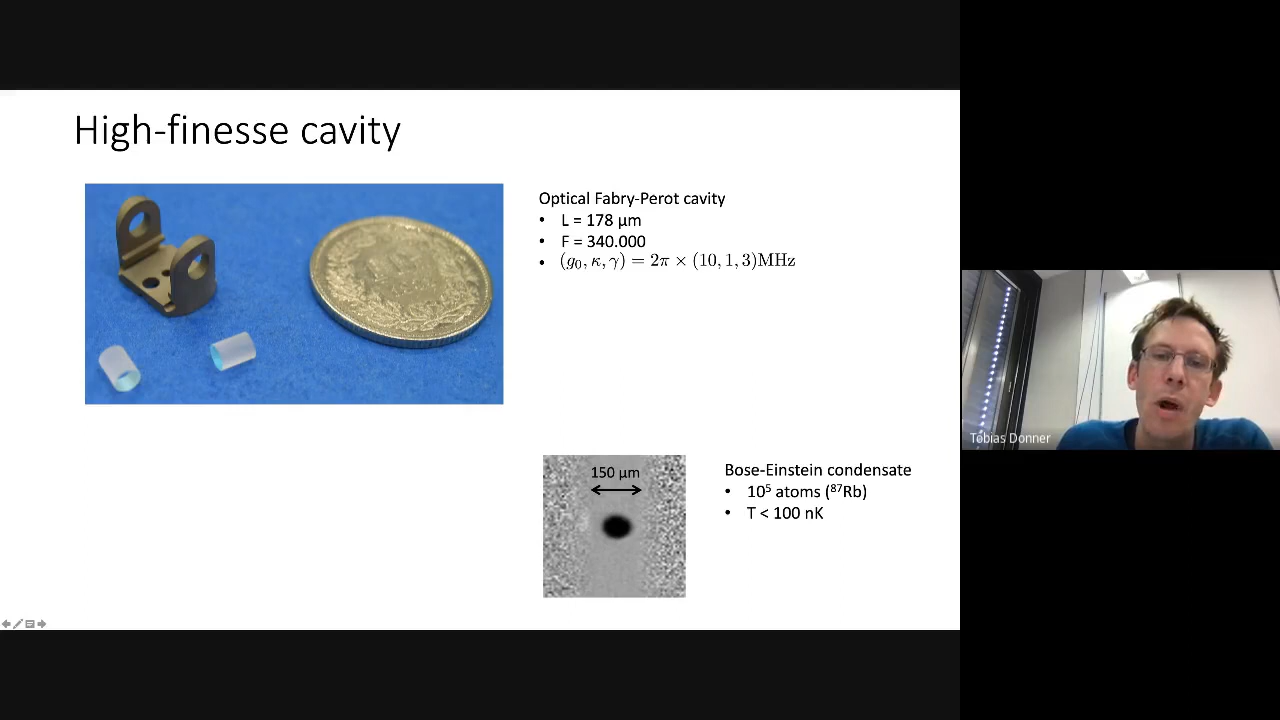 High-finesse cavity
Optical Fabry-Perot cavity
• L = 178 µm
• F = 340.000
• (g₀, κ, γ) = 2π × (10, 1, 3)MHz
150 µm
Bose-Einstein condensate
• 10⁵ atoms (⁸⁷Rb)
• T < 100 nK
Tobias Donner